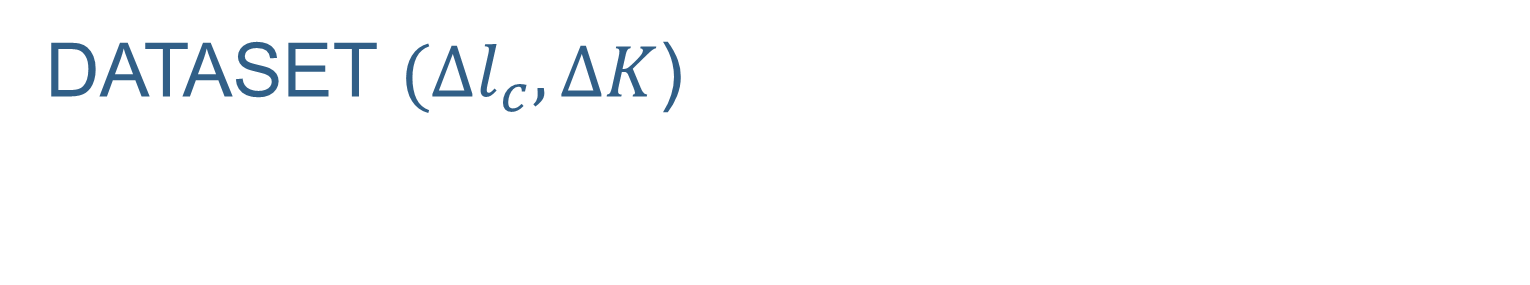 DATASET (Δl_c, ΔK)